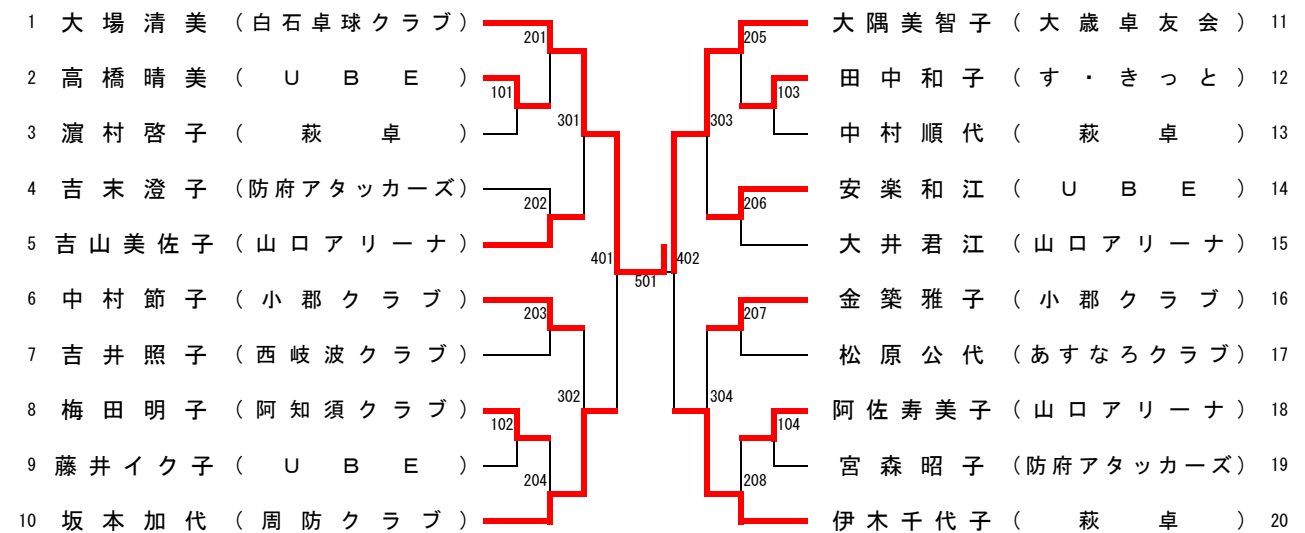 1 大場清美 (白石卓球クラブ)
2 高橋晴美 (UBE)
3 濵村啓子 (萩卓)
4 吉末澄子 (防府アタッカーズ)
5 吉山美佐子 (山口アリーナ)
6 中村節子 (小郡クラブ)
7 吉井照子 (西岐波クラブ)
8 梅田明子 (阿知須クラブ)
9 藤井イク子 (UBE)
10 坂本加代 (周防クラブ)
201
101
301
202
401
203
302
102
204
501
205
103
303
206
402
207
304
104
208
大隅美智子 (大歳卓友会) 11
田中和子 (す・きっと) 12
中村順代 (萩卓) 13
安楽和江 (UBE) 14
大井君江 (山口アリーナ) 15
金築雅子 (小郡クラブ) 16
松原公代 (あすなろクラブ) 17
阿佐寿美子 (山口アリーナ) 18
宮森昭子 (防府アタッカーズ) 19
伊木千代子 (萩卓) 20